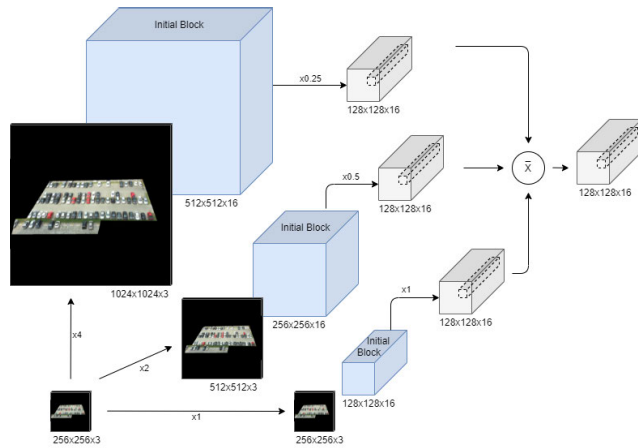 Initial Block
x0.25
128x128x16
512x512x16
1024x1024x3
x0.5
128x128x16
X
128x128x16
Initial Block
256x256x16
x1
128x128x16
x4
x2
512x512x3
Initial
Block
128x128x16
256x256x3
x1
256x256x3